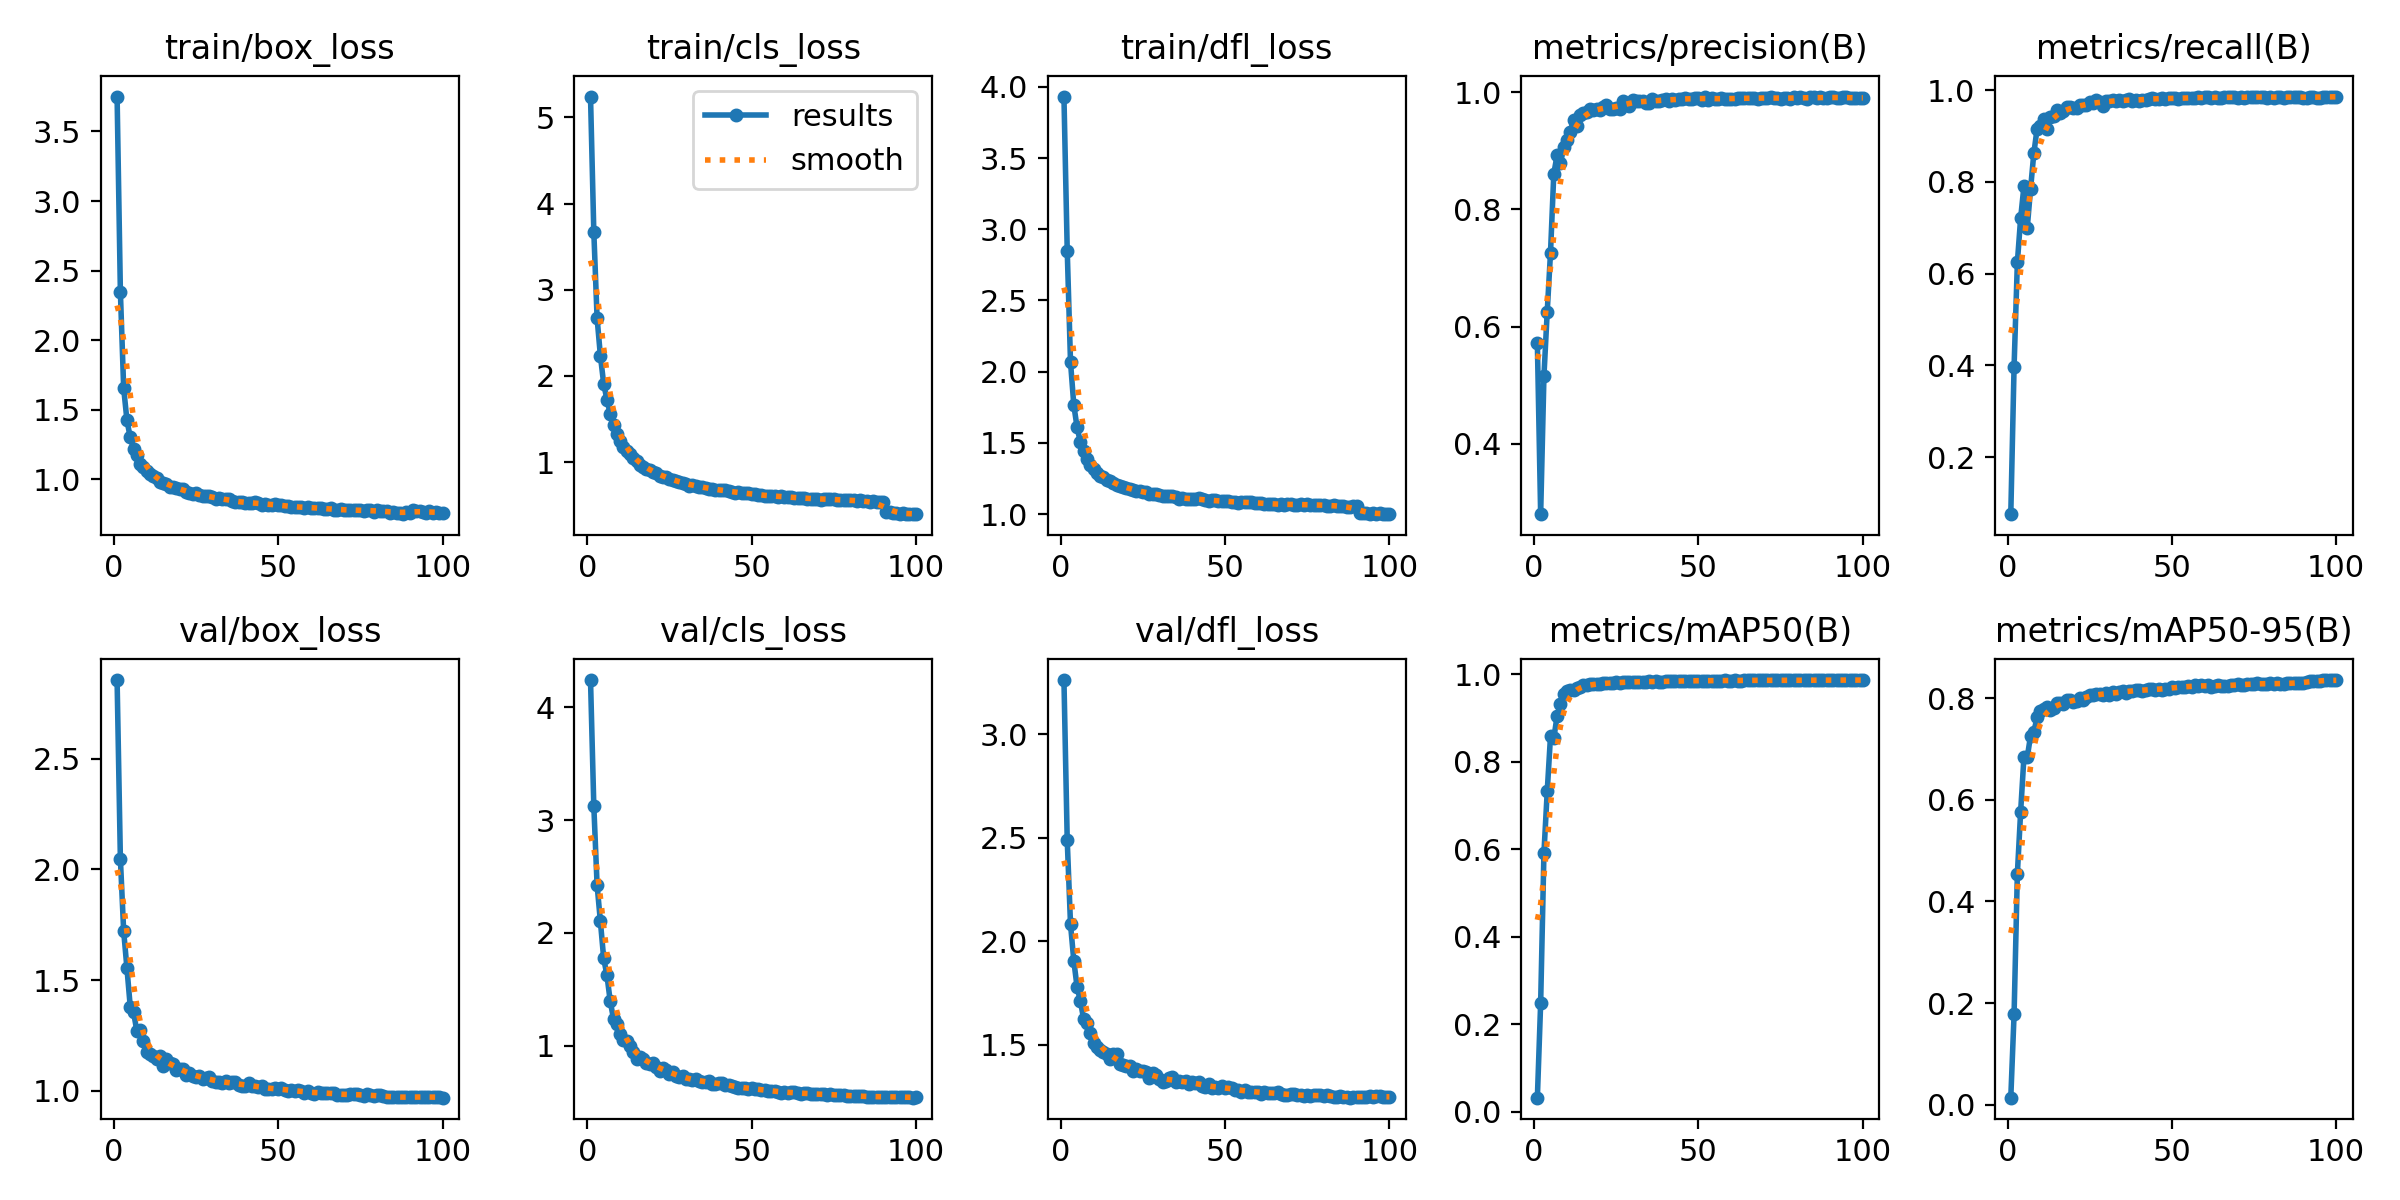 train/box_loss
3.5
3.0
2.5
2.0
1.5
1.0
0 50 100
train/cls_loss
results
smooth
5
4
3
2
1
0 50 100
train/dfl_loss
4.0
3.5
3.0
2.5
2.0
1.5
1.0
0 50 100
metrics/precision(B)
1.0
0.8
0.6
0.4
0 50 100
metrics/recall(B)
1.0
0.8
0.6
0.4
0.2
0 50 100
val/box_loss
2.5
2.0
1.5
1.0
0 50 100
val/cls_loss
4
3
2
1
0 50 100
val/dfl_loss
3.0
2.5
2.0
1.5
0 50 100
metrics/mAP50(B)
1.0
0.8
0.6
0.4
0.2
0.0
0 50 100
metrics/mAP50-95(B)
0.8
0.6
0.4
0.2
0.0
0 50 100